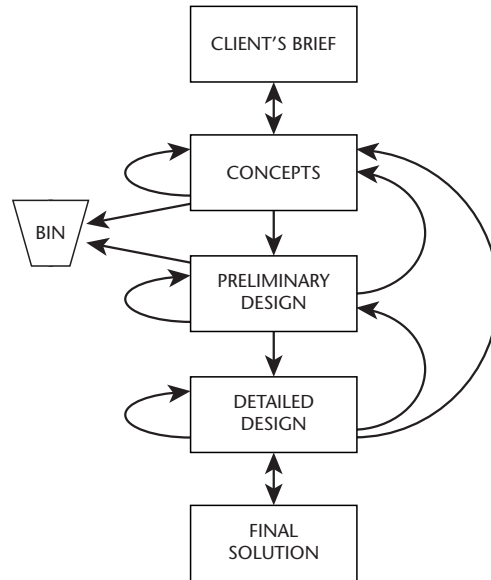 CLIENT'S BRIEF
CONCEPTS
BIN
PRELIMINARY
DESIGN
DETAILED
DESIGN
FINAL
SOLUTION